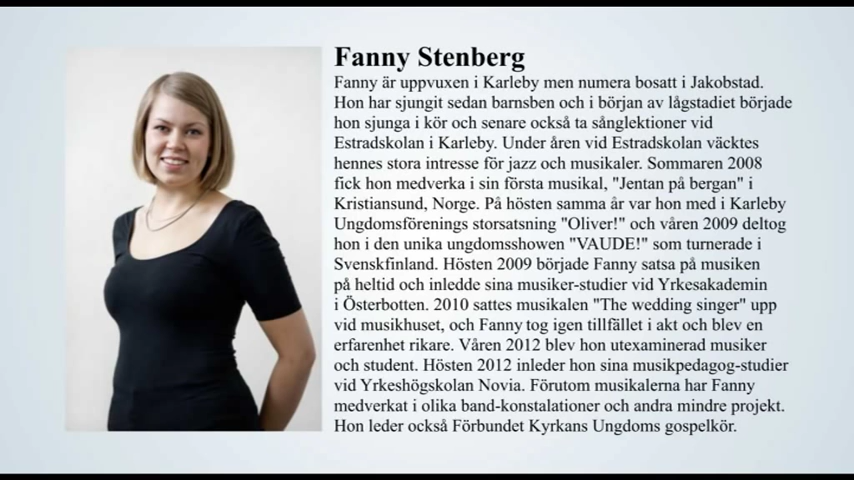 Fanny Stenberg
Fanny är uppvuxen i Karleby men numera bosatt i Jakobstad.
Hon har sjungit sedan barnsben och i början av lågstadiet började
hon sjunga i kör och senare också ta sånglektioner vid
Estradskolan i Karleby. Under åren vid Estradskolan väcktes
hennes stora intresse för jazz och musikaler. Sommaren 2008
fick hon medverka i sin första musikal, "Jentan på bergan" i
Kristiansund, Norge. På hösten samma år var hon med i Karleby
Ungdomsförenings storsatsning "Oliver!" och våren 2009 deltog
hon i den unika ungdomsshowen "VAUDE!" som turnerade i
Svenskfinland. Hösten 2009 började Fanny satsa på musiken
på heltid och inledde sina musiker-studier vid Yrkesakademin
i Österbotten. 2010 sattes musikalen "The wedding singer" upp
vid musikhuset, och Fanny tog igen tillfället i akt och blev en
erfarenhet rikare. Våren 2012 blev hon utexaminerad musiker
och student. Hösten 2012 inleder hon sina musikpedagog-studier
vid Yrkeshögskolan Novia. Förutom musikalerna har Fanny
medverkat i olika band-konstalationer och andra mindre projekt.
Hon leder också Förbundet Kyrkans Ungdoms gospelkör.